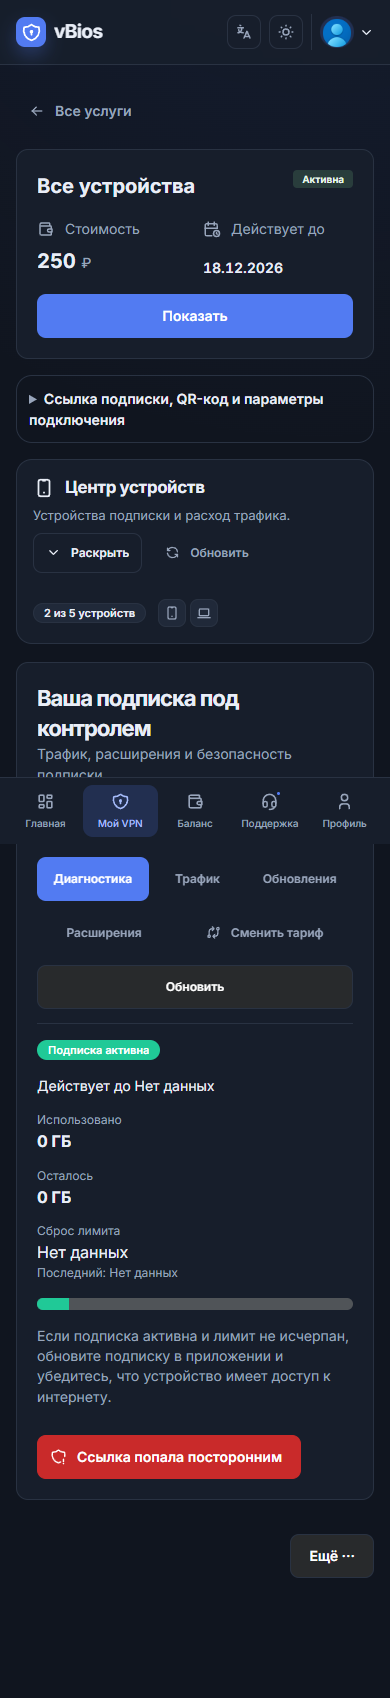 vBios
Все услуги
Все устройства
Активна
Стоимость
Действует до
250 ₽
18.12.2026
Показать
Ссылка подписки, QR-код и параметры
подключения
Центр устройств
Устройства подписки и расход трафика.
Раскрыть
Обновить
2 из 5 устройств
Ваша подписка под
контролем
Трафик, расширения и безопасность
подписки
Главная
Мой VPN
Баланс
Поддержка
Профиль
Диагностика
Трафик
Обновления
Расширения
Сменить тариф
Обновить
Подписка активна
Действует до Нет данных
Использовано
0 ГБ
Осталось
0 ГБ
Сброс лимита
Нет данных
Последний: Нет данных
Если подписка активна и лимит не исчерпан,
обновите подписку в приложении и
убедитесь, что устройство имеет доступ к
интернету.
Ссылка попала посторонним
Ещё ···